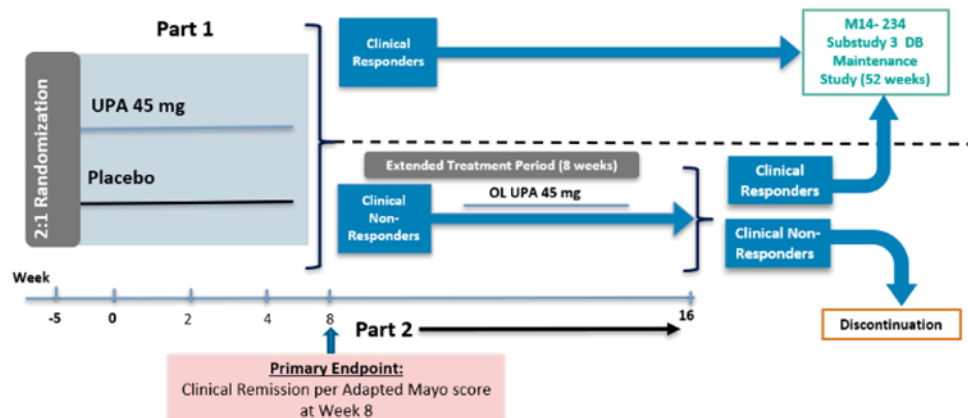 Part 1
2:1 Randomization
UPA 45 mg
Placebo
Clinical
Responders
M14- 234
Substudy 3 DB
Maintenance
Study (52 weeks)
Extended Treatment Period (8 weeks)
Clinical
Non-
Responders
OL UPA 45 mg
Clinical
Responders
Clinical Non-
Responders
Discontinuation
Week
-5 0 2 4 8 16
Part 2
Primary Endpoint:
Clinical Remission per Adapted Mayo score
at Week 8